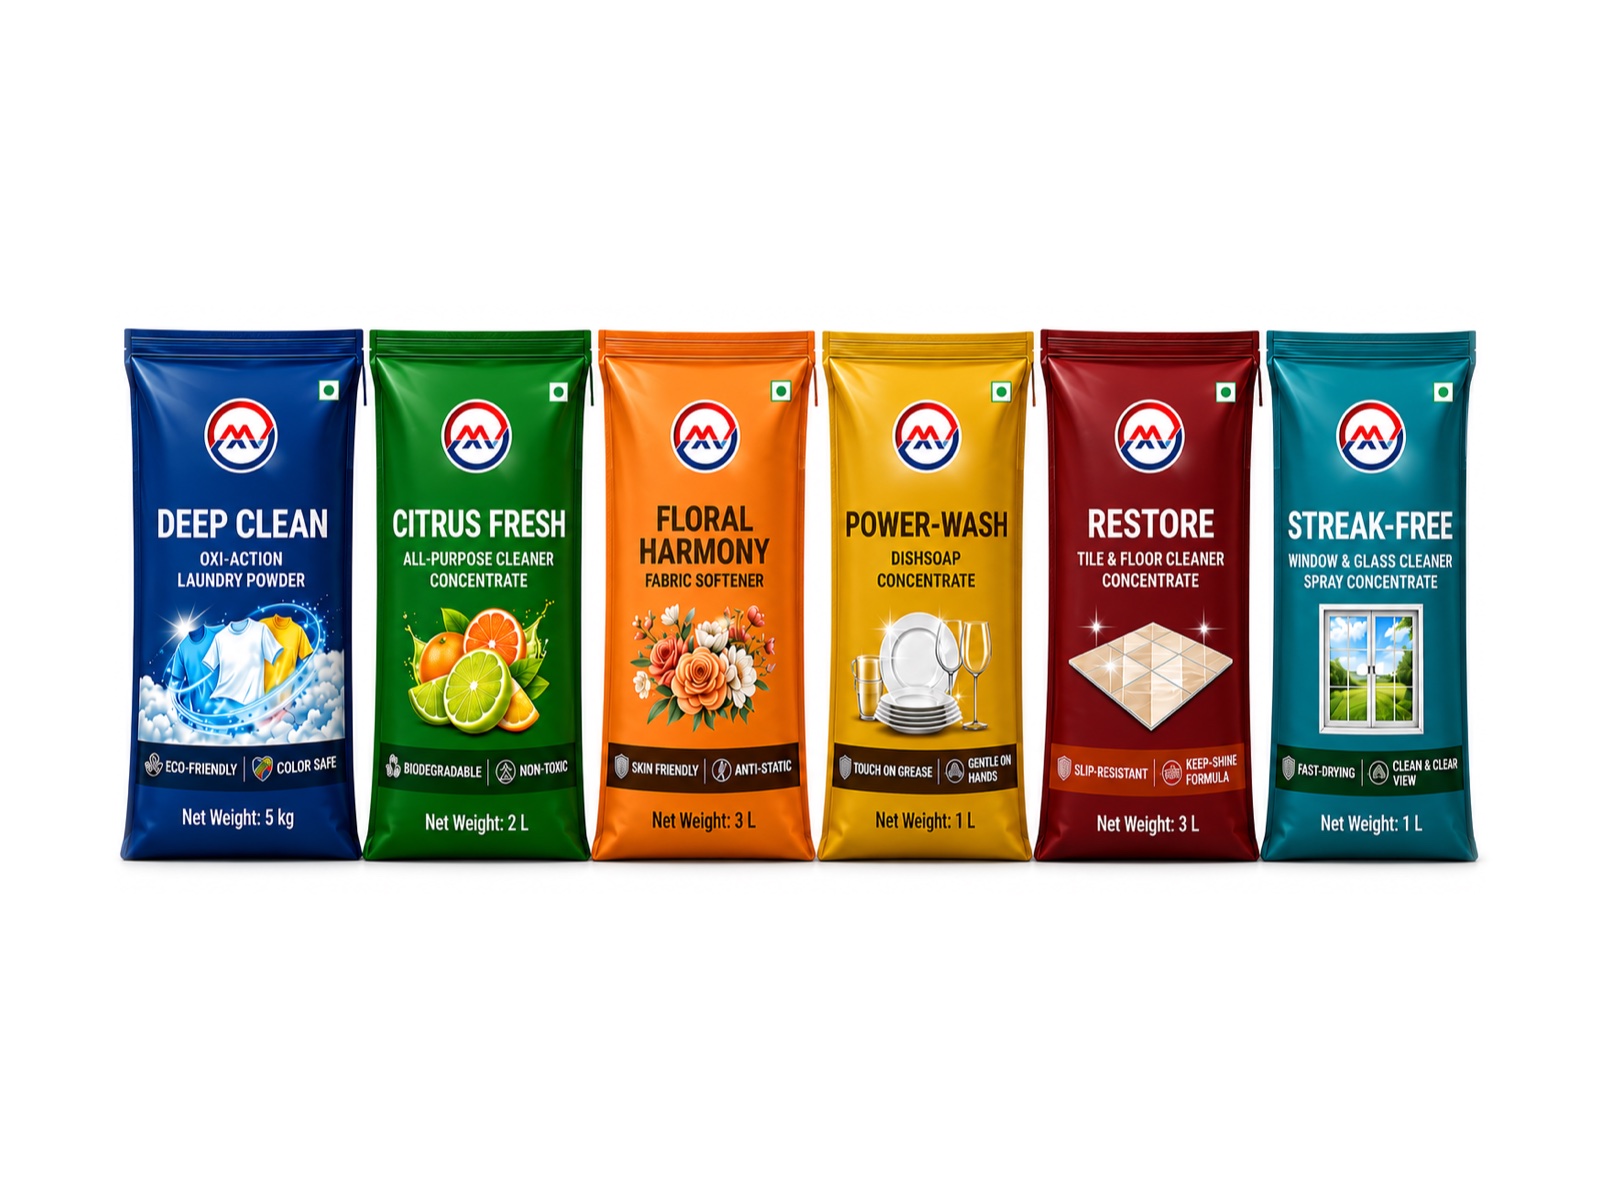 DEEP CLEAN
OXI-ACTION
LAUNDRY POWDER
ECO-FRIENDLY
COLOR SAFE
Net Weight: 5 kg
CITRUS FRESH
ALL-PURPOSE CLEANER
CONCENTRATE
BIODEGRADABLE
NON-TOXIC
Net Weight: 2 L
FLORAL
HARMONY
FABRIC SOFTENER
SKIN FRIENDLY
ANTI-STATIC
Net Weight: 3 L
POWER-WASH
DISHSOAP
CONCENTRATE
TOUCH ON GREASE
GENTLE ON
HANDS
Net Weight: 1 L
RESTORE
TILE & FLOOR CLEANER
CONCENTRATE
SLIP-RESISTANT
KEEP-SHINE
FORMULA
Net Weight: 3 L
STREAK-FREE
WINDOW & GLASS CLEANER
SPRAY CONCENTRATE
FAST-DRYING
CLEAN & CLEAR
VIEW
Net Weight: 1 L